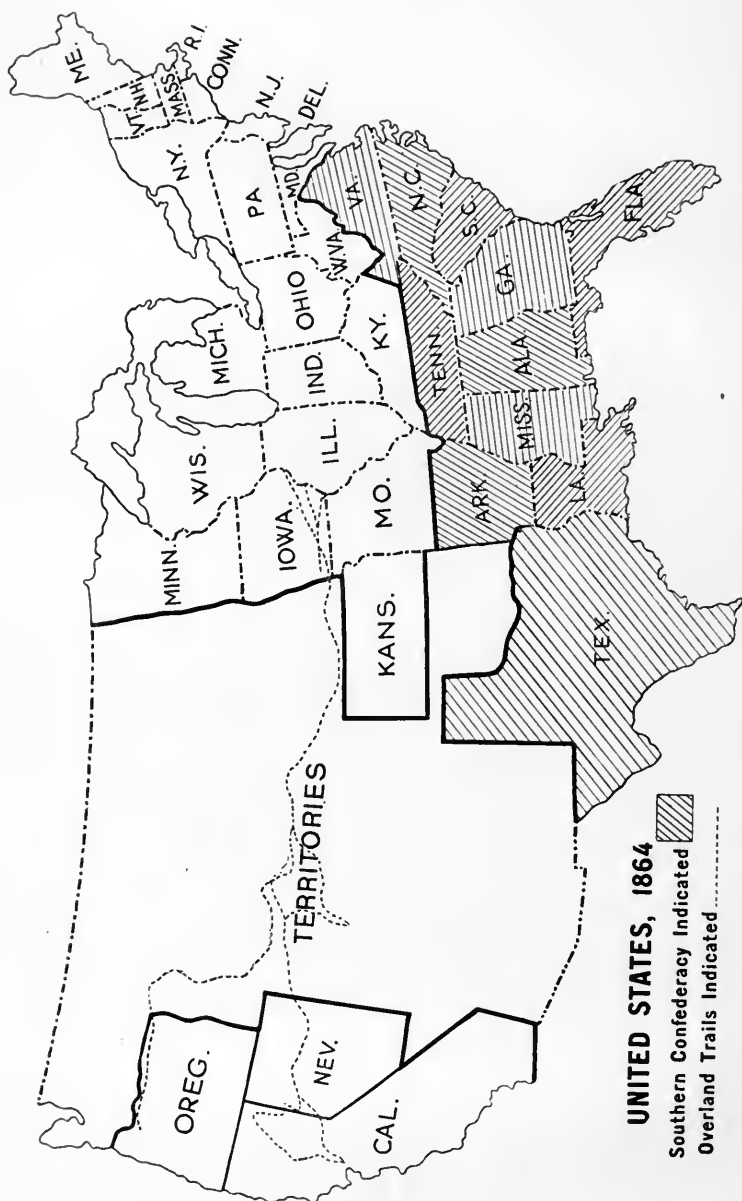 ME.
VT.
N.H.
MASS.
R.I.
CONN.
N.Y.
N.J.
PA
DEL.
MD.
W.VA.
VA.
MICH.
OHIO
IND.
KY.
WIS.
ILL.
MINN.
IOWA.
MO.
KANS.
TENN.
N.C.
S.C.
GA.
ALA.
MISS.
FLA.
ARK.
LA.
TEX.
TERRITORIES
OREG.
NEV.
CAL.
UNITED STATES, 1864
Southern Confederacy Indicated
Overland Trails Indicated